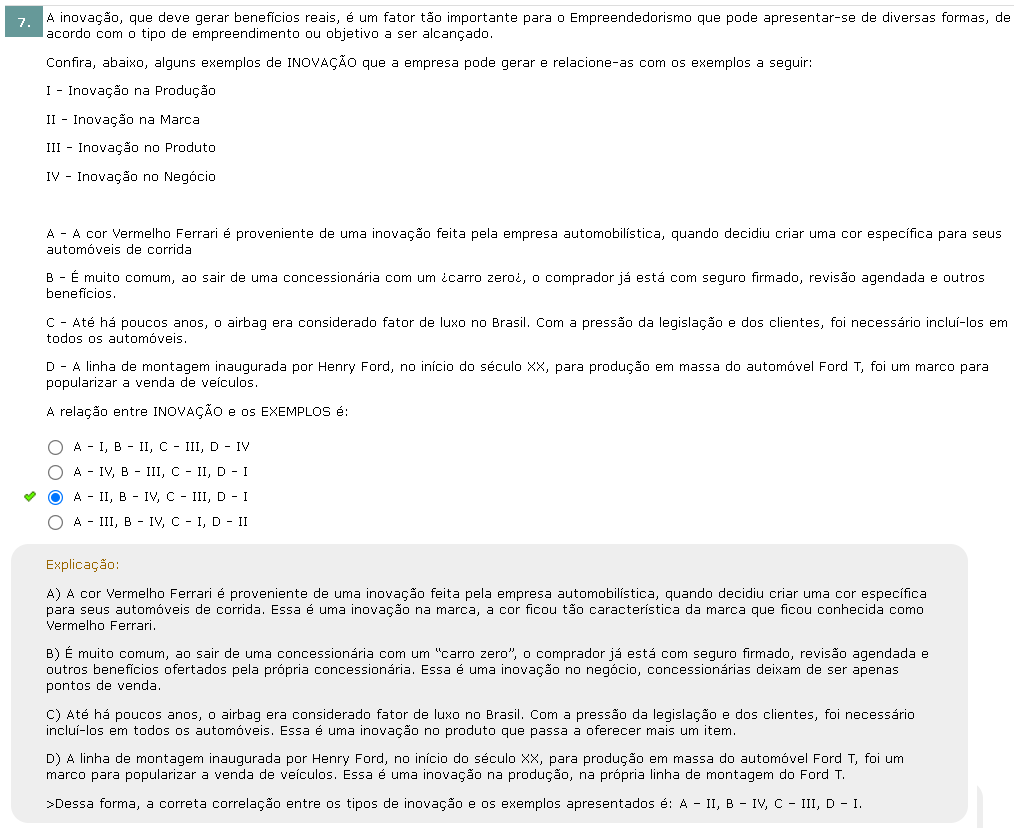 7.
A inovação, que deve gerar benefícios reais, é um fator tão importante para o Empreendedorismo que pode apresentar-se de diversas formas, de
acordo com o tipo de empreendimento ou objetivo a ser alcançado.
Confira, abaixo, alguns exemplos de INOVAÇÃO que a empresa pode gerar e relacione-as com os exemplos a seguir:
I - Inovação na Produção
II - Inovação na Marca
III - Inovação no Produto
IV - Inovação no Negócio
A - A cor Vermelho Ferrari é proveniente de uma inovação feita pela empresa automobilística, quando decidiu criar uma cor específica para seus
automóveis de corrida
B - É muito comum, ao sair de uma concessionária com um ¿carro zero¿, o comprador já está com seguro firmado, revisão agendada e outros
benefícios.
C - Até há poucos anos, o airbag era considerado fator de luxo no Brasil. Com a pressão da legislação e dos clientes, foi necessário incluí-los em
todos os automóveis.
D - A linha de montagem inaugurada por Henry Ford, no início do século XX, para produção em massa do automóvel Ford T, foi um marco para
popularizar a venda de veículos.
A relação entre INOVAÇÃO e os EXEMPLOS é:
A - I, B - II, C - III, D - IV
A - IV, B - III, C - II, D - I
A - II, B - IV, C - III, D - I
A - III, B - IV, C - I, D - II
Explicação:
A) A cor Vermelho Ferrari é proveniente de uma inovação feita pela empresa automobilística, quando decidiu criar uma cor específica
para seus automóveis de corrida. Essa é uma inovação na marca, a cor ficou tão característica da marca que ficou conhecida como
Vermelho Ferrari.
B) É muito comum, ao sair de uma concessionária com um “carro zero”, o comprador já está com seguro firmado, revisão agendada e
outros benefícios ofertados pela própria concessionária. Essa é uma inovação no negócio, concessionárias deixam de ser apenas
pontos de venda.
C) Até há poucos anos, o airbag era considerado fator de luxo no Brasil. Com a pressão da legislação e dos clientes, foi necessário
incluí-los em todos os automóveis. Essa é uma inovação no produto que passa a oferecer mais um item.
D) A linha de montagem inaugurada por Henry Ford, no início do século XX, para produção em massa do automóvel Ford T, foi um
marco para popularizar a venda de veículos. Essa é uma inovação na produção, na própria linha de montagem do Ford T.
>Dessa forma, a correta correlação entre os tipos de inovação e os exemplos apresentados é: A - II, B - IV, C - III, D - I.